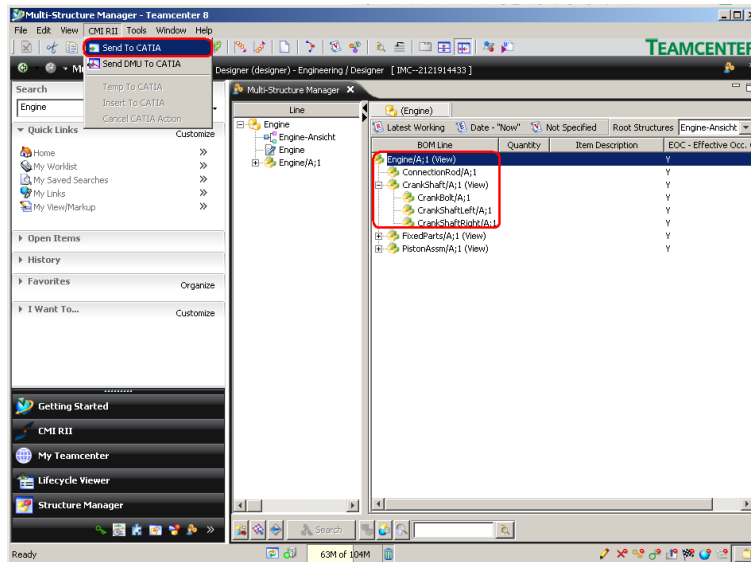 Multi-Structure Manager - Teamcenter 8
File Edit View CMI RII Tools Window Help
Send To CATIA
Send DMU To CATIA
Temp To CATIA
Insert To CATIA
Cancel CATIA Action
TEAMCENTER
Designer (designer) - Engineering / Designer [ IMC--2121914433 ]
Search
Engine
Quick Links
Customize
Home
My Worklist
My Saved Searches
My Links
My View/Markup
Open Items
History
Favorites
Organize
I Want To...
Customize
Getting Started
CMI RII
My Teamcenter
Lifecycle Viewer
Structure Manager
Multi-Structure Manager
Line
Engine
Engine-Ansicht
Engine
Engine/A;1
(Engine)
Latest Working Date - "Now" Not Specified Root Structures Engine-Ansicht
BOM Line Quantity Item Description EOC - Effective Occ.
Engine/A;1 (View) Y
ConnectionRod/A;1 Y
CrankShaft/A;1 (View) Y
CrankBolt/A;1 Y
CrankShaftLeft/A;1 Y
CrankShaftRight/A;1 Y
FixedParts/A;1 (View) Y
PistonAssm/A;1 (View) Y
Search
Ready
63M of 104M